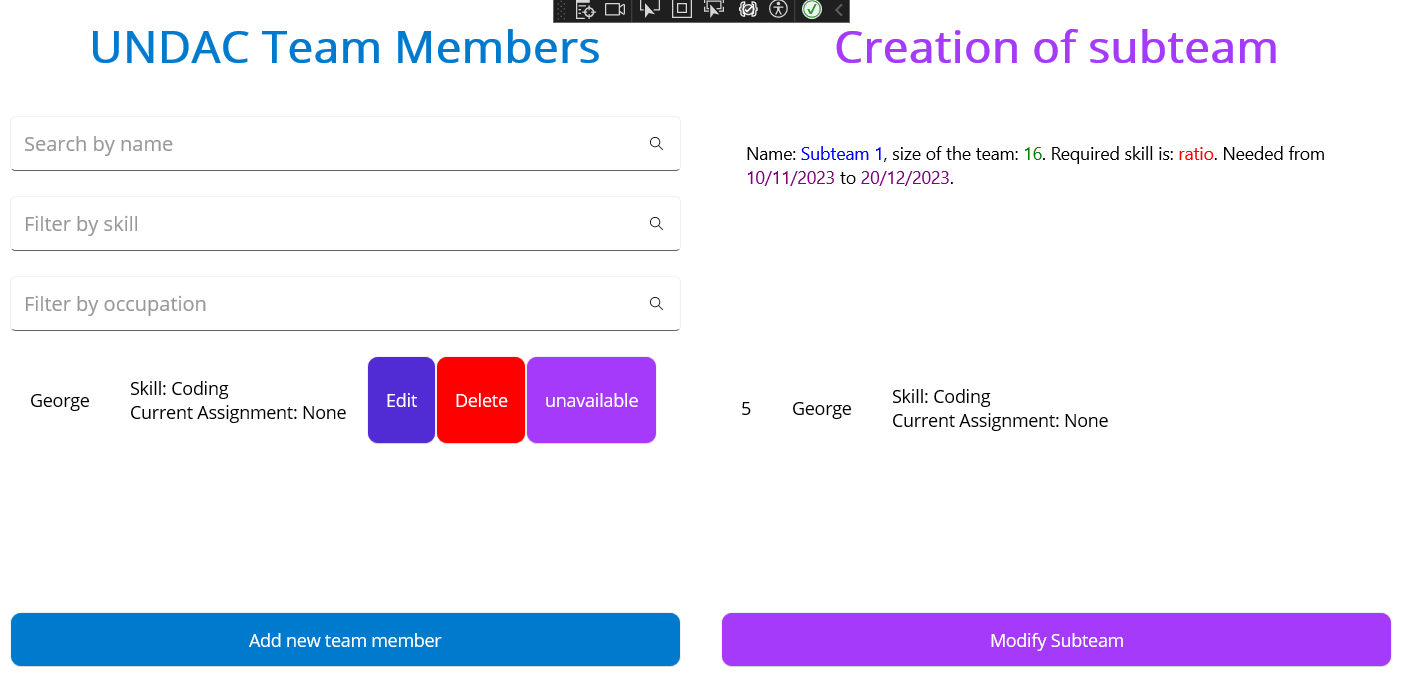 UNDAC Team Members
Search by name
Filter by skill
Filter by occupation
George
Skill: Coding
Current Assignment: None
Edit
Delete
unavailable
Add new team member
Creation of subteam
Name: Subteam 1, size of the team: 16. Required skill is: ratio. Needed from
10/11/2023 to 20/12/2023.
5
George
Skill: Coding
Current Assignment: None
Modify Subteam